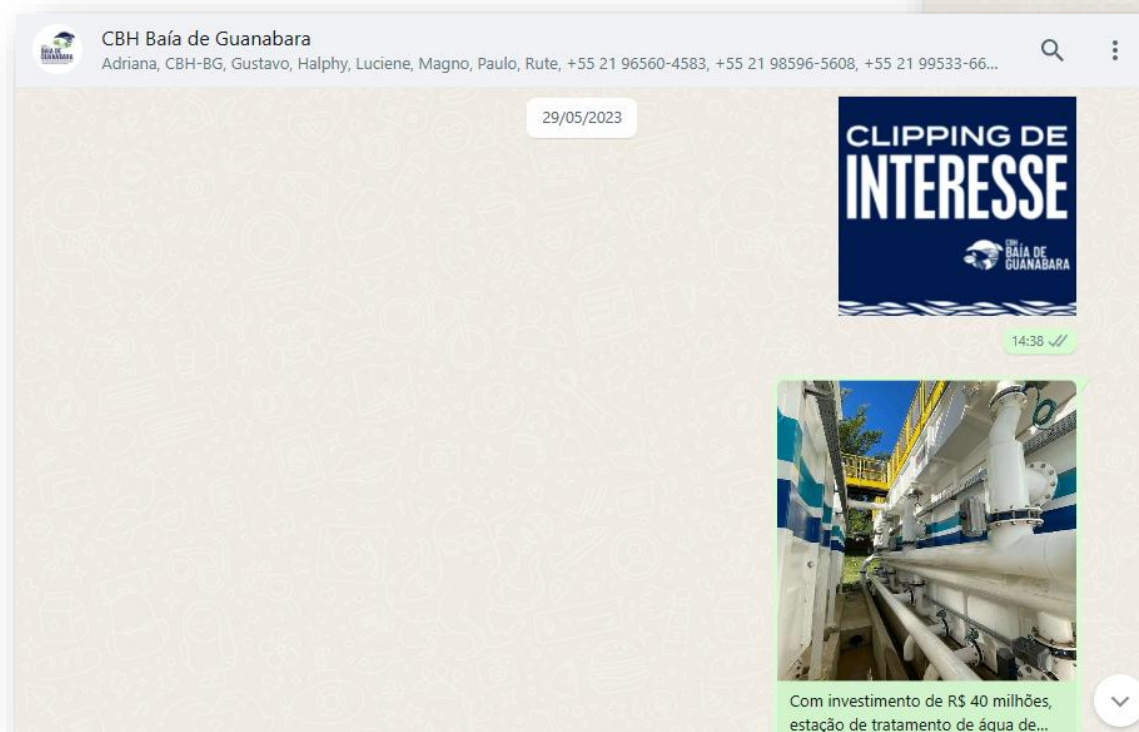 CBH Baía de Guanabara
Adriana, CBH-BG, Gustavo, Halphy, Luciene, Magno, Paulo, Rute, +55 21 96560-4583, +55 21 98596-5608, +55 21 99533-66...
29/05/2023
CLIPPING DE
INTERESSE
CBH
BAÍA DE
GUANABARA
14:38
Com investimento de R$ 40 milhões,
estação de tratamento de água de...